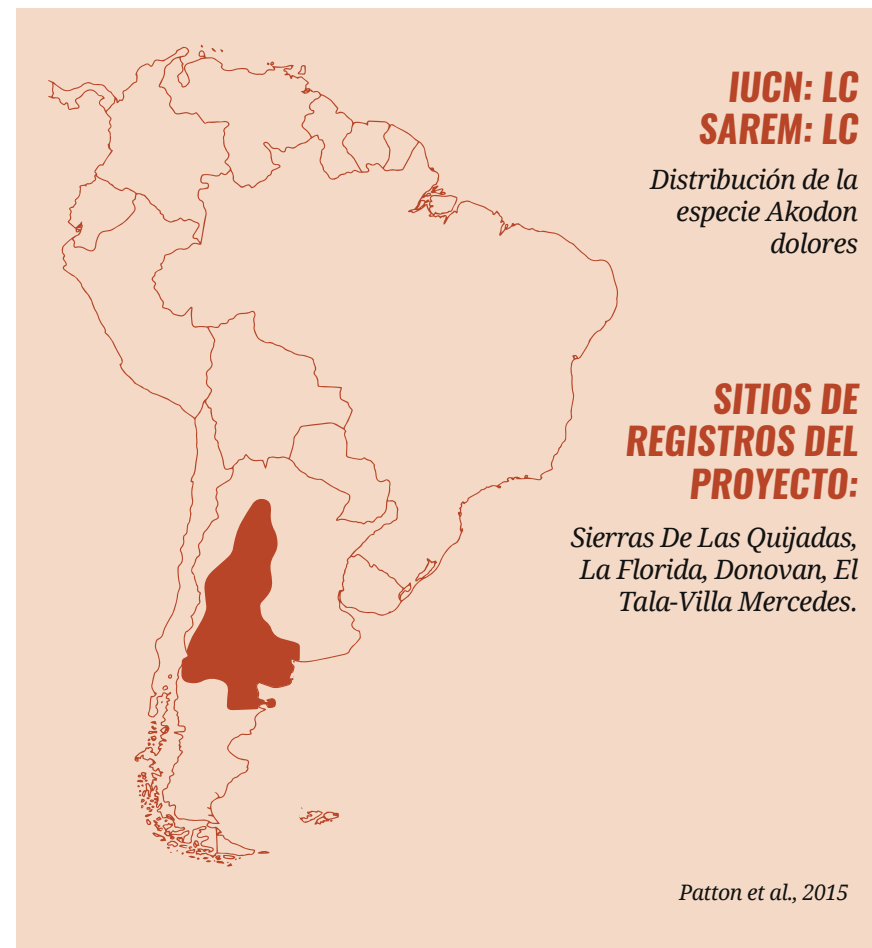 IUCN: LC
SAREM: LC
Distribución de la
especie Akodon
dolores
SITIOS DE
REGISTROS DEL
PROYECTO:
Sierras De Las Quijadas,
La Florida, Donovan, El
Tala-Villa Mercedes.
Patton et al., 2015